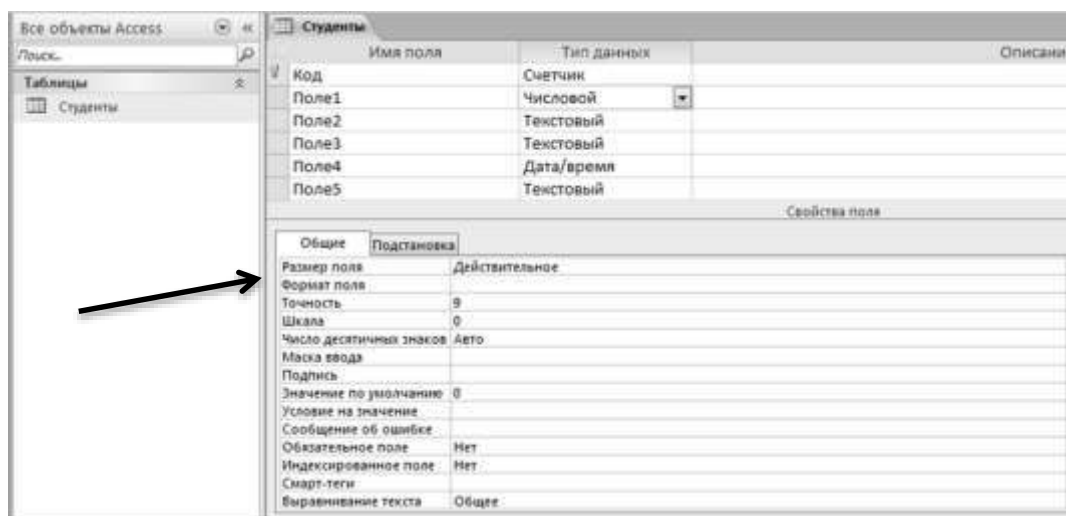 Все объекты Access
Поиск...
Таблицы
Студенты
Студенты
Имя поля Тип данных Описани
Код Счетчик
Поле1 Числовой
Поле2 Текстовый
Поле3 Текстовый
Поле4 Дата/время
Поле5 Текстовый
Свойства поля
Общие Подстановка
Размер поля Действительное
Формат поля
Точность 9
Шкала 0
Число десятичных знаков Авто
Маска ввода
Подпись
Значение по умолчанию 0
Условие на значение
Сообщение об ошибке
Обязательное поле Нет
Индексированное поле Нет
Смарт-теги
Выравнивание текста Общее